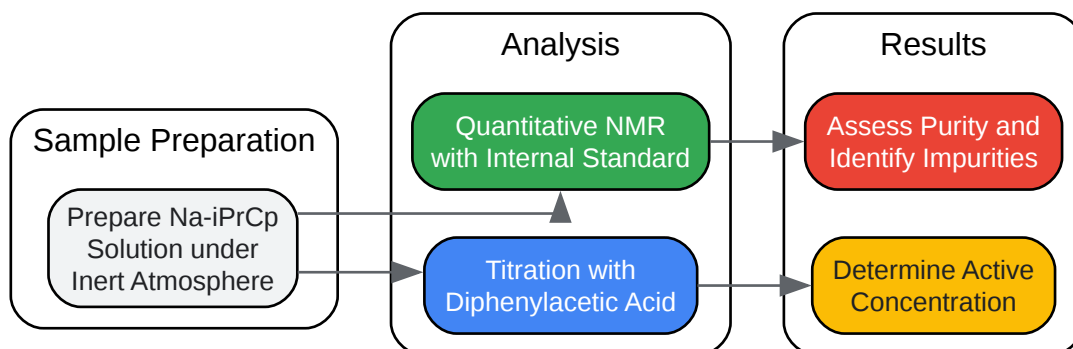 Sample Preparation
Prepare Na-iPrCp
Solution under
Inert Atmosphere
Analysis
Quantitative NMR
with Internal Standard
Titration with
Diphenylacetic Acid
Results
Assess Purity and
Identify Impurities
Determine Active
Concentration